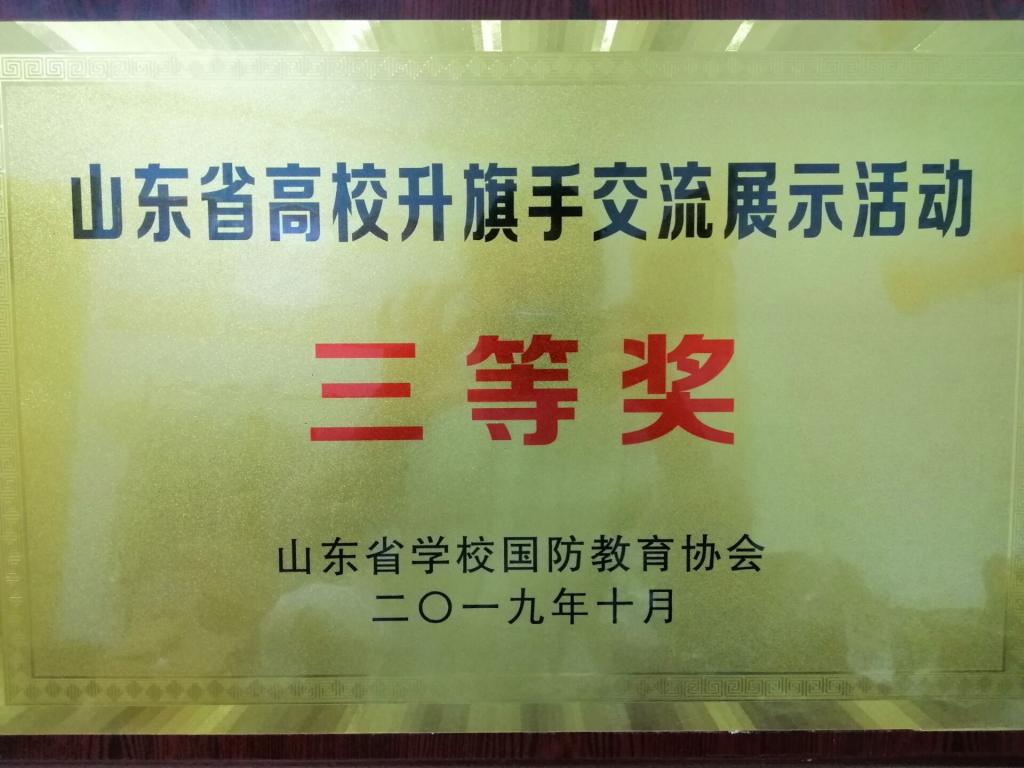 山东省高校升旗手交流展示活动
三等奖
山东省学校国防教育协会
二〇一九年十月